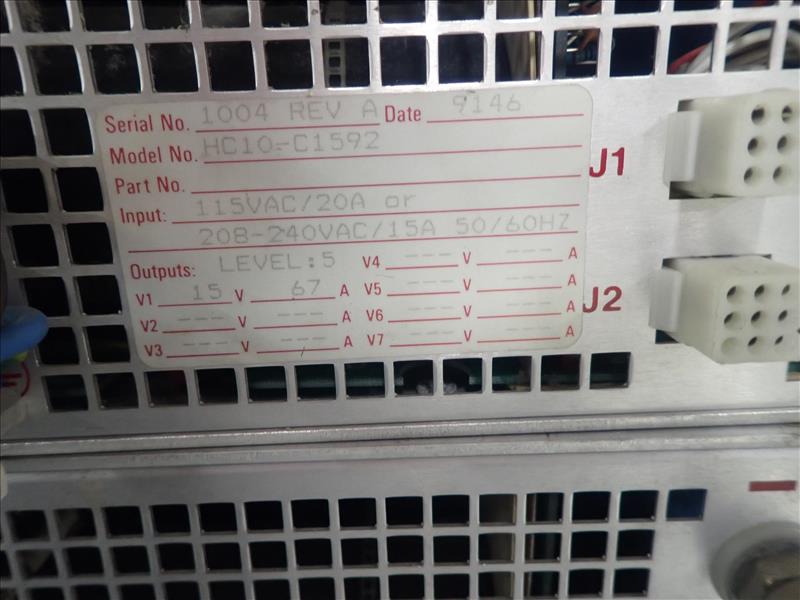 Serial No. 1004 REV A Date 9146
Model No. HC10-C1592
Part No.
Input: 115VAC/20A or
208-240VAC/15A 50/60HZ
Outputs: LEVEL:5 V4 --- V --- A
V1 15 V 67 A V5 --- V --- A
V2 --- V --- A V6 --- V --- A
V3 --- V --- A V7 --- V --- A
J1
J2